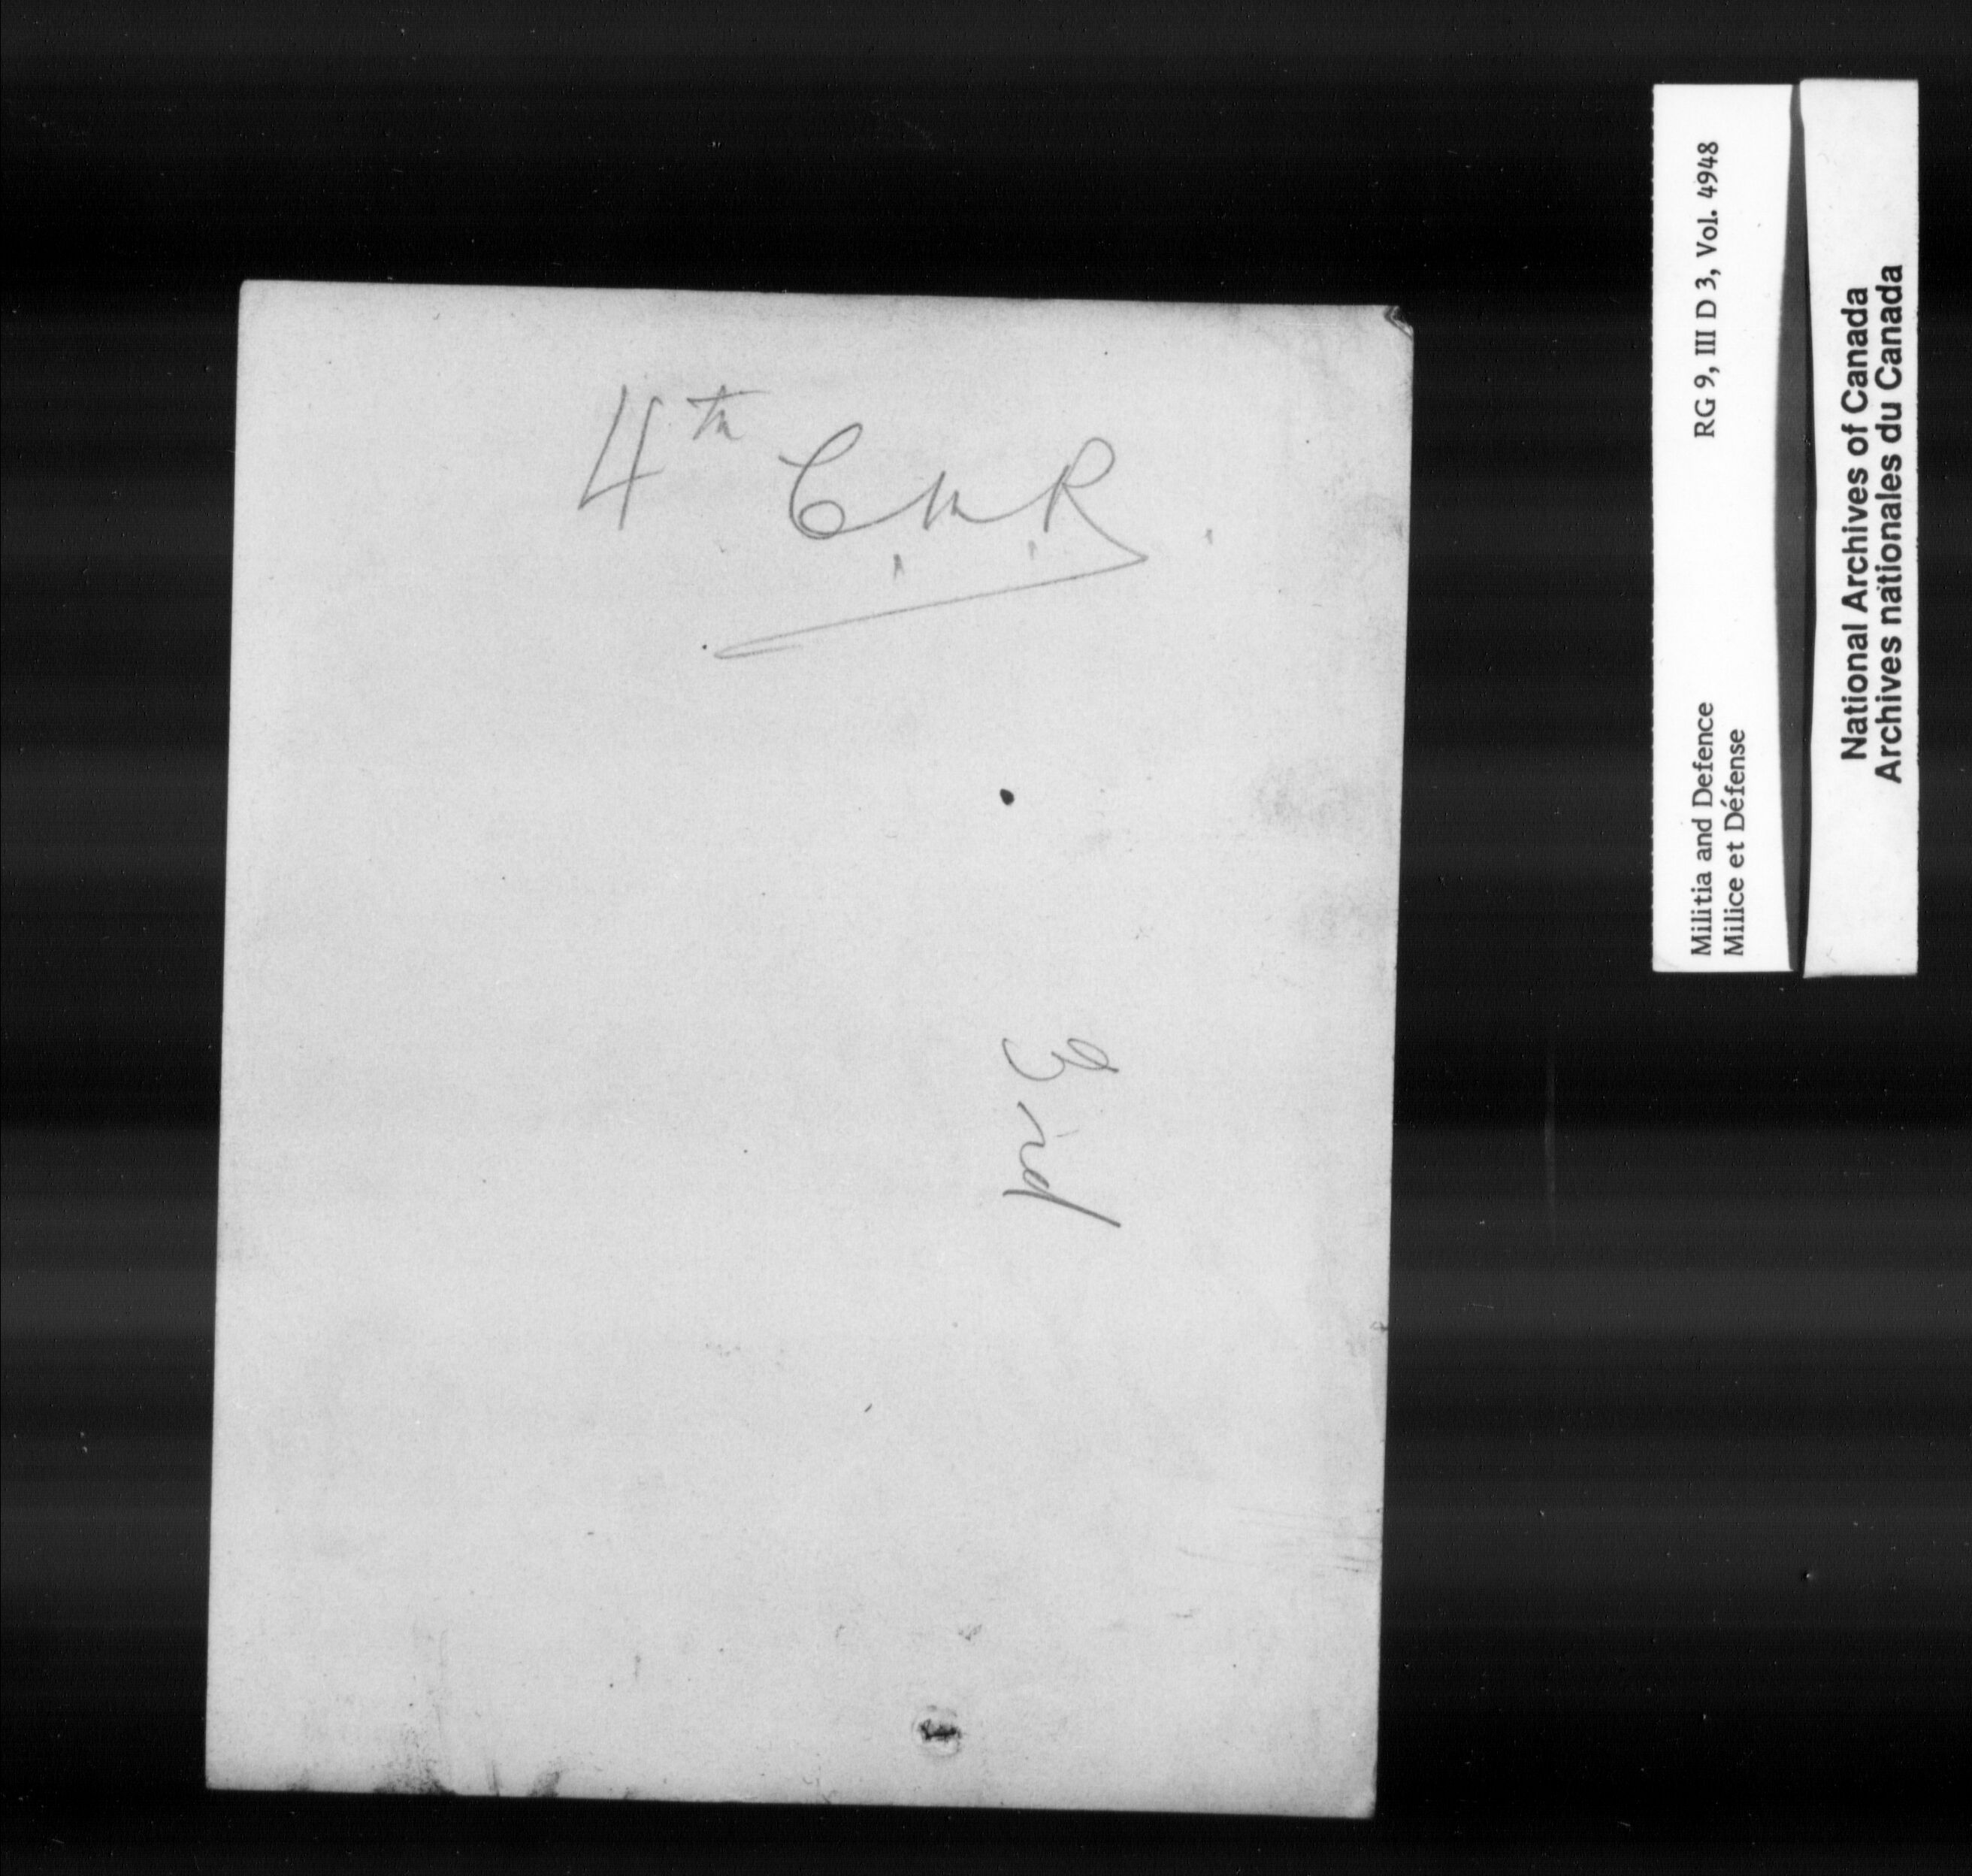 4th C.M.R.
3rd
Militia and Defence
Milice et Défense
RG 9, III D 3, Vol. 4948
National Archives of Canada
Archives nationales du Canada